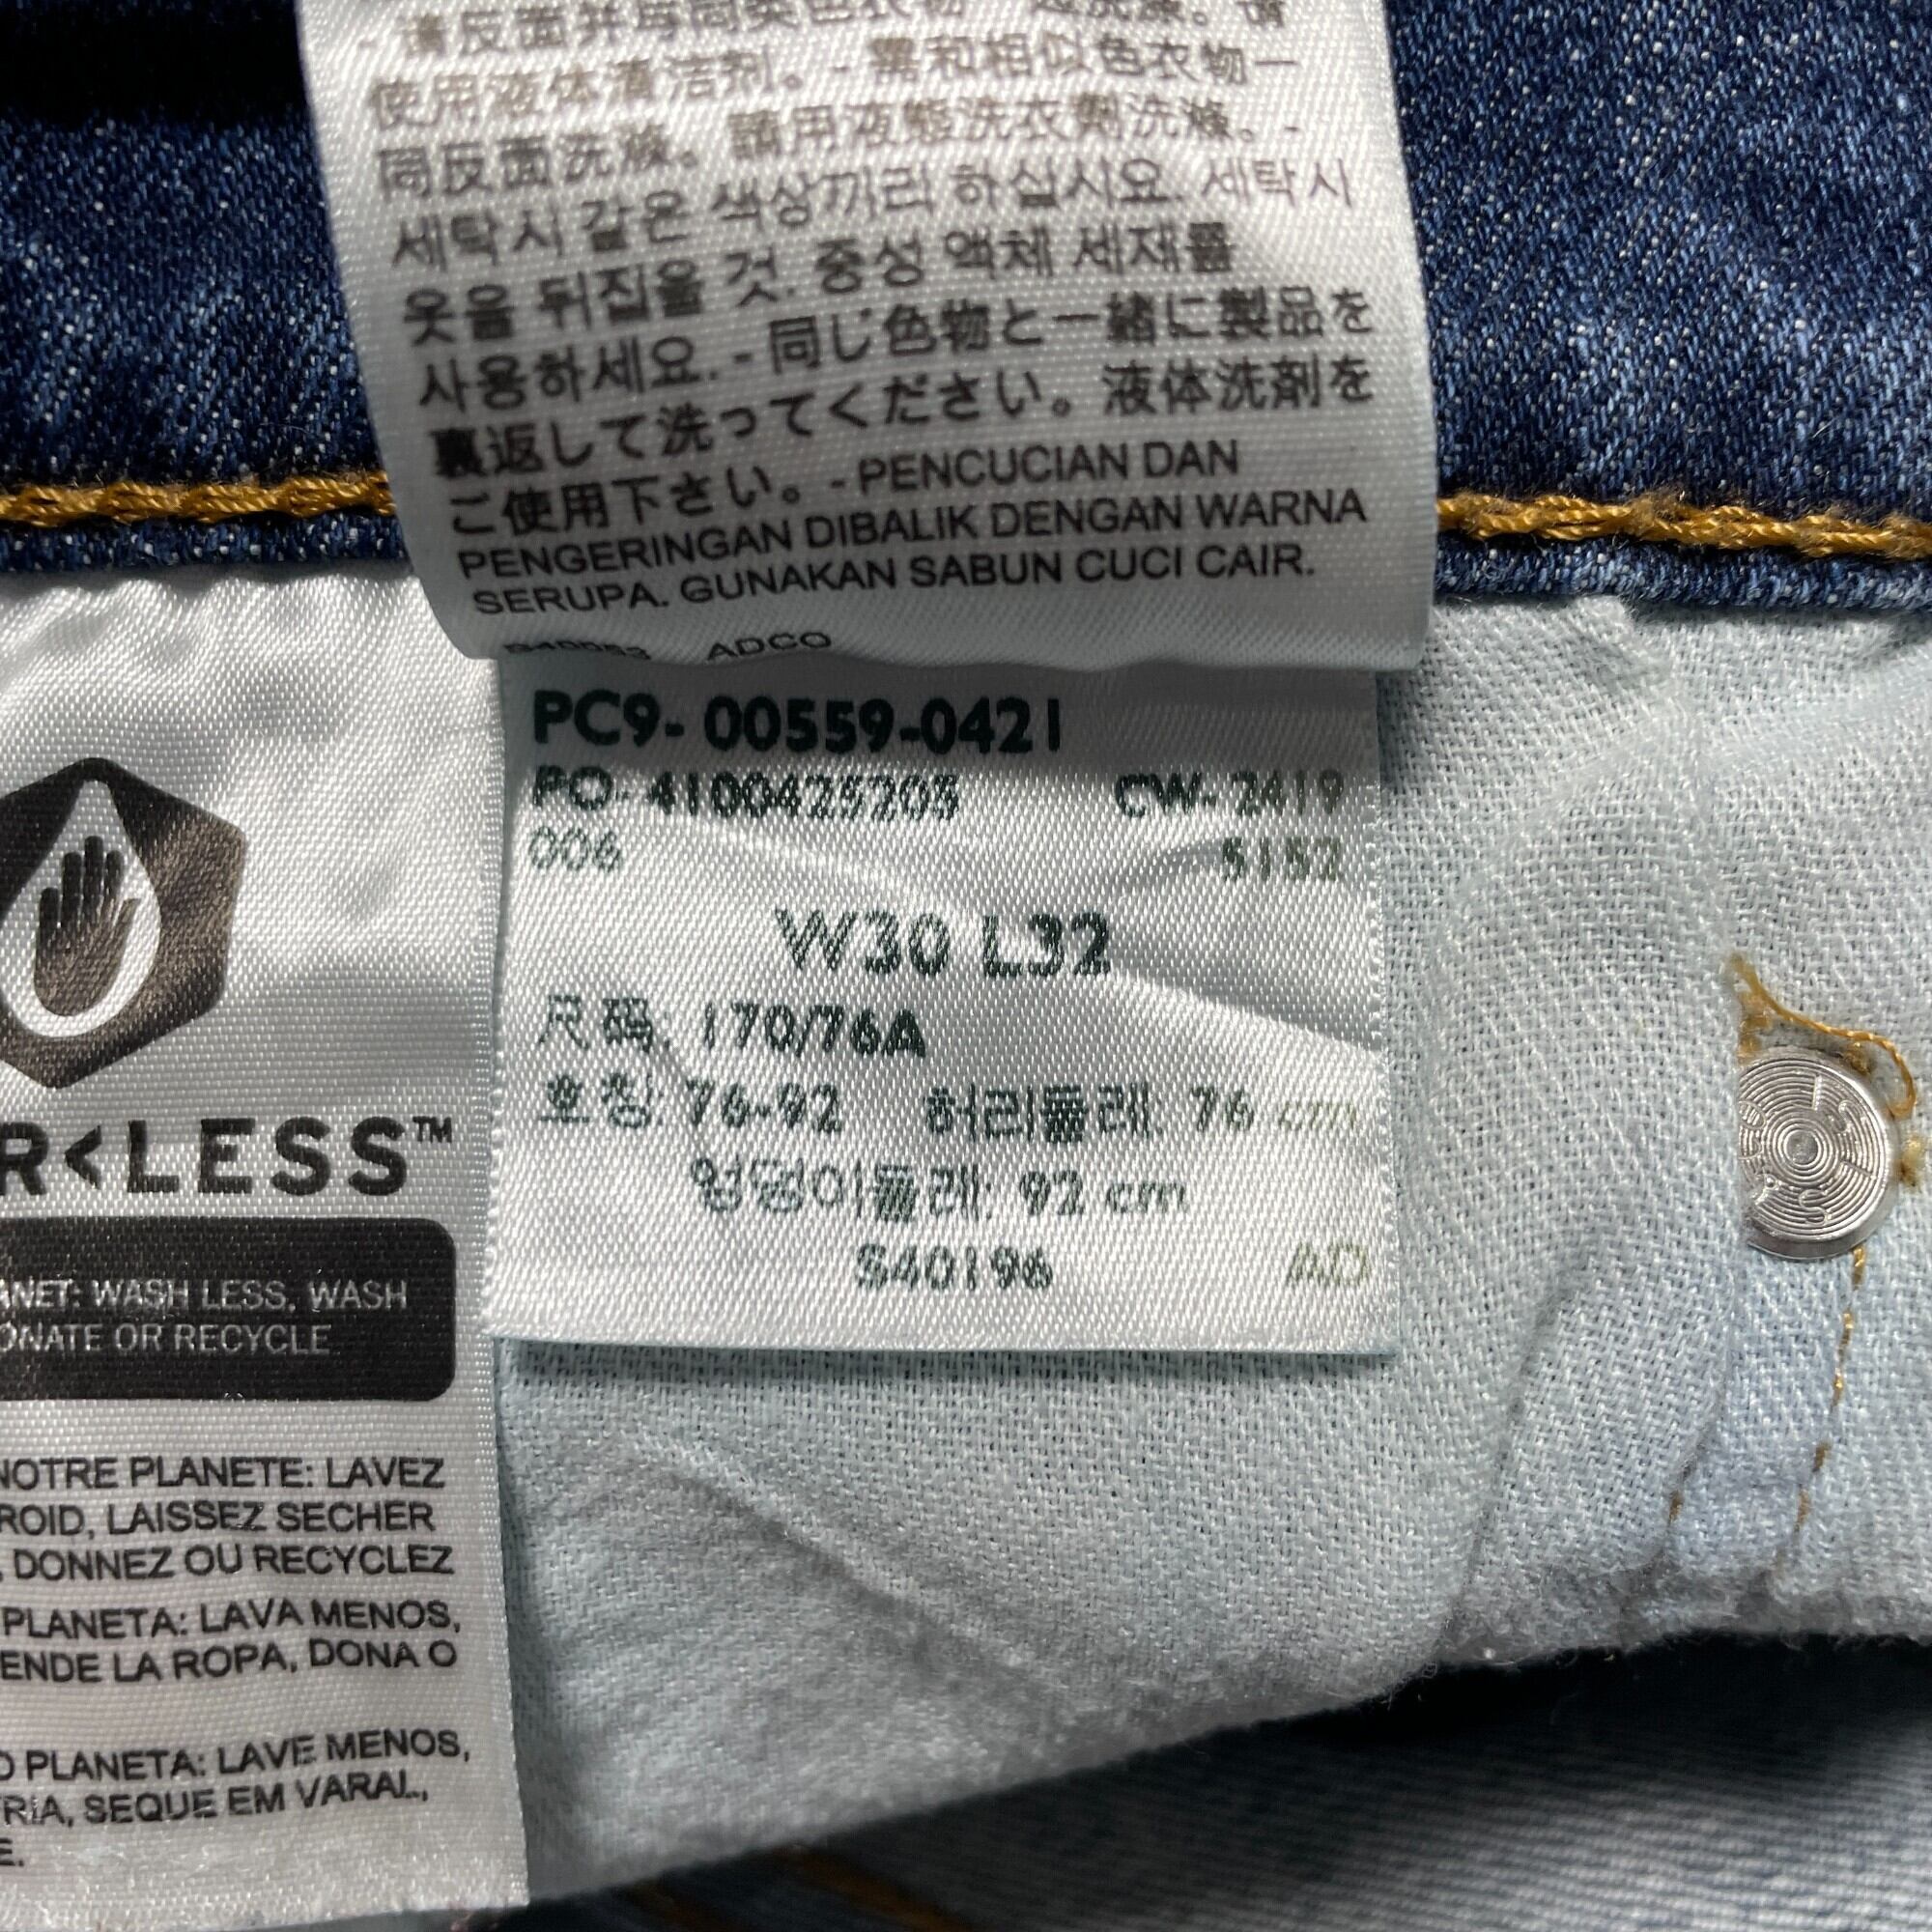 使用液体清洁剂。- 需和相似色衣物一
同反面洗滌。請用液態洗衣劑洗滌。-
세탁시 같은 색상끼리 하십시요. 세탁시
옷을 뒤집을 것. 중성 액체 세재를
사용하세요. - 同じ色物と一緒に製品を
裏返して洗ってください。液体洗剤を
ご使用下さい。- PENCUCIAN DAN
PENGERINGAN DIBALIK DENGAN WARNA
SERUPA. GUNAKAN SABUN CUCI CAIR.
ADCO
PC9- 00559-0421
PO- 4100425205 CW- 2419
006 5152
W30 L32
尺码: 170/76A
호칭: 76-92 허리둘레: 76 cm
엉덩이둘레: 92 cm
S40196 AD
R<LESS™
ANET: WASH LESS, WASH
ONATE OR RECYCLE
NOTRE PLANETE: LAVEZ
ROID, LAISSEZ SECHER
, DONNEZ OU RECYCLEZ
PLANETA: LAVA MENOS,
ENDE LA ROPA, DONA O
O PLANETA: LAVE MENOS,
RIA, SEQUE EM VARAL,
E.